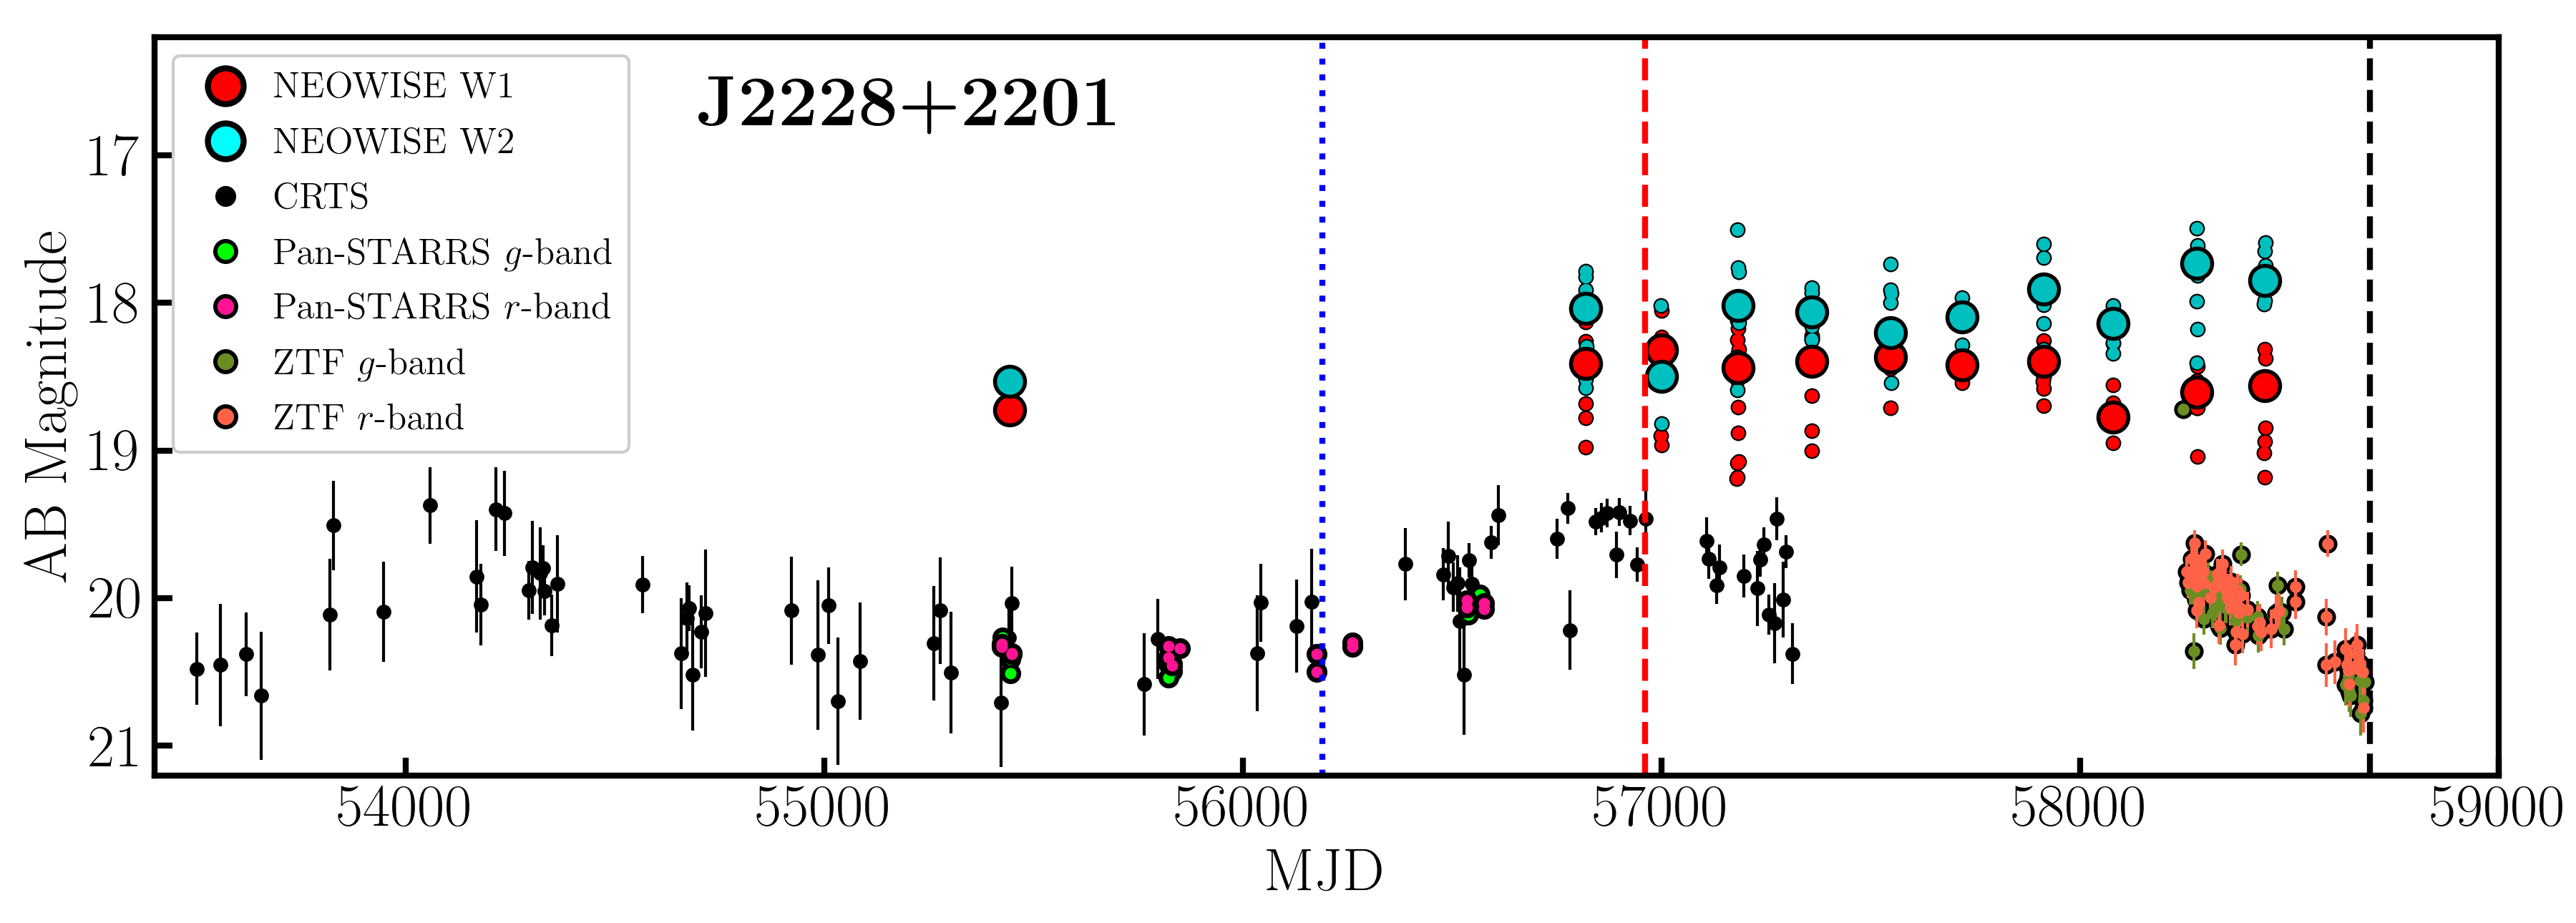 J2228+2201
NEOWISE W1
NEOWISE W2
CRTS
Pan-STARRS g-band
Pan-STARRS r-band
ZTF g-band
ZTF r-band
AB Magnitude
17
18
19
20
21
54000
55000
56000
57000
58000
59000
MJD